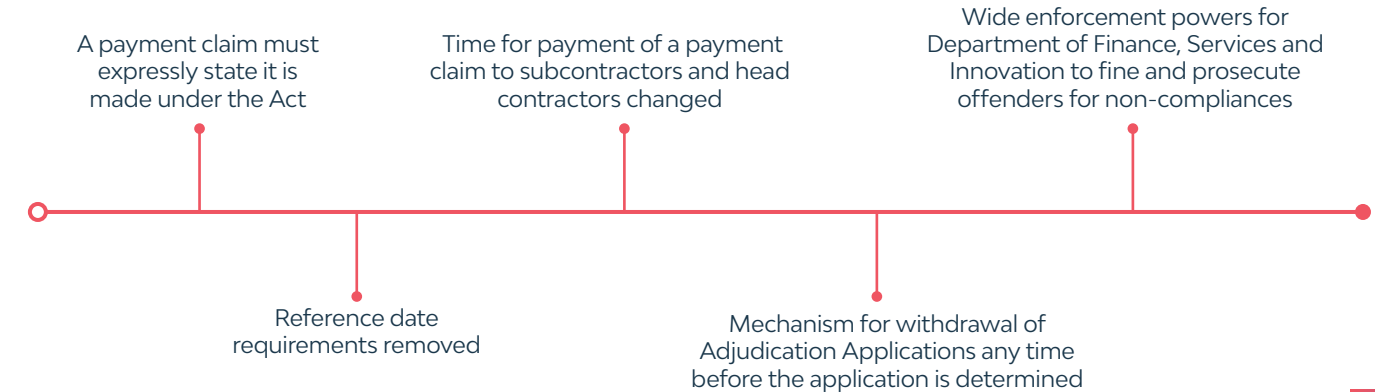 A payment claim must
expressly state it is
made under the Act
Reference date
requirements removed
Time for payment of a payment
claim to subcontractors and head
contractors changed
Mechanism for withdrawal of
Adjudication Applications any time
before the application is determined
Wide enforcement powers for
Department of Finance, Services and
Innovation to fine and prosecute
offenders for non-compliances